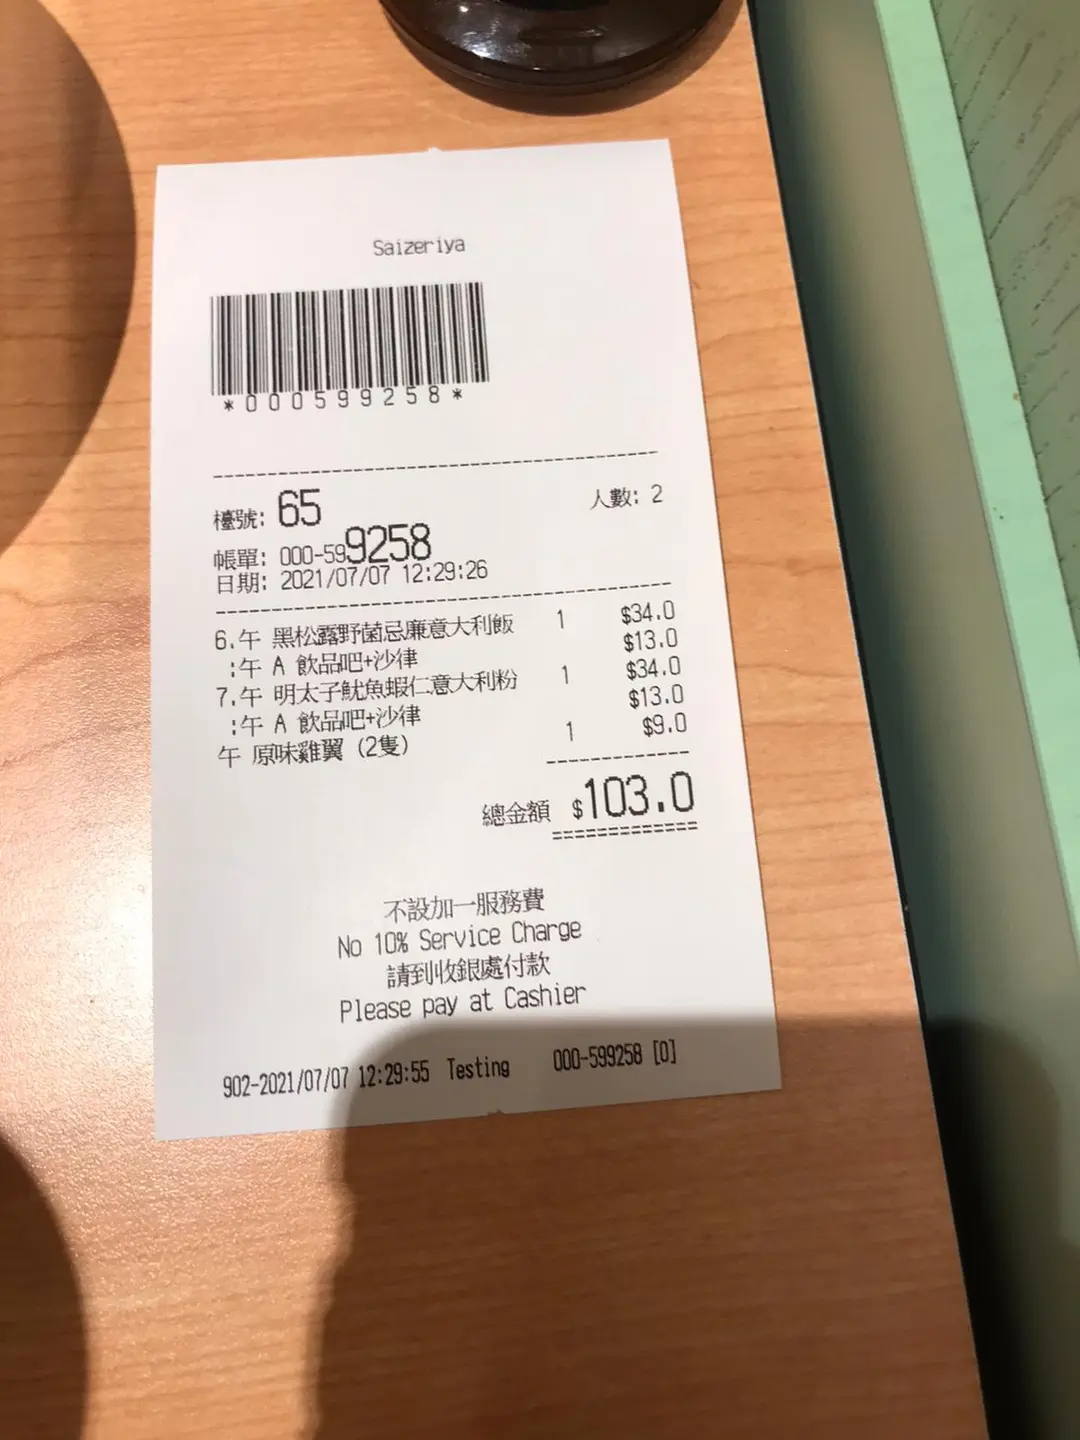 Saizeriya
*000599258*
檯號: 65 人數: 2
帳單: 000-599258
日期: 2021/07/07 12:29:26
6.午 黑松露野菌忌廉意大利飯 1 $34.0
:午 A 飲品吧+沙律 $13.0
7.午 明太子魷魚蝦仁意大利粉 1 $34.0
:午 A 飲品吧+沙律 $13.0
午 原味雞翼 (2隻) 1 $9.0
總金額 $103.0
不設加一服務費
No 10% Service Charge
請到收銀處付款
Please pay at Cashier
902-2021/07/07 12:29:55 Testing 000-599258 [0]